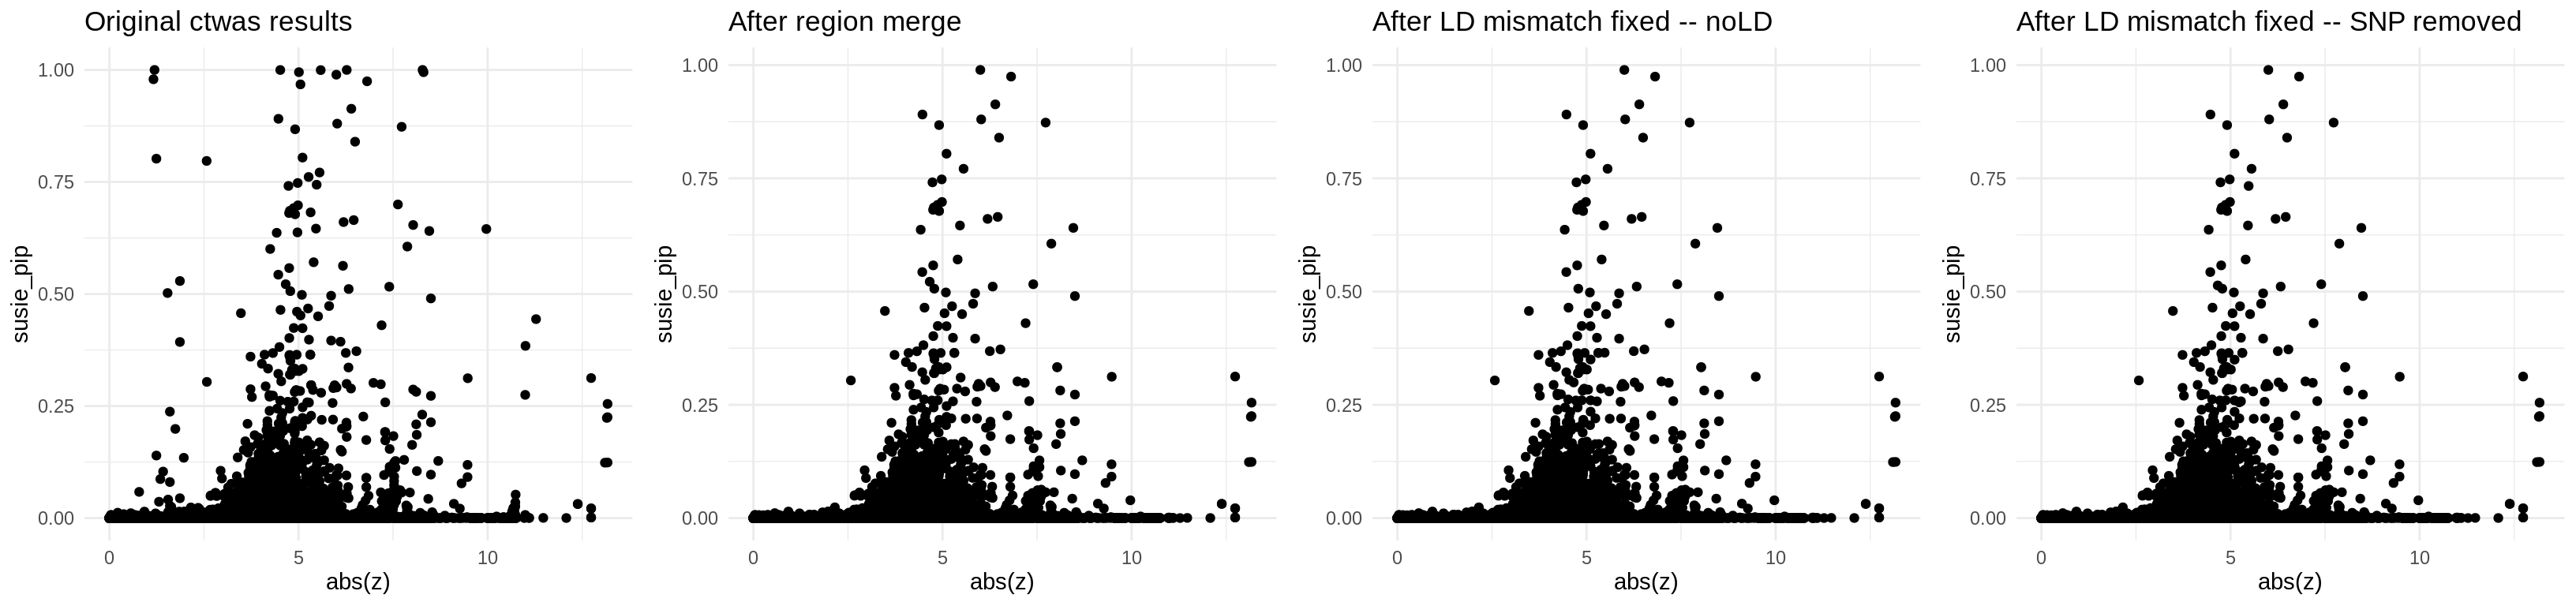 Original ctwas results
After region merge
After LD mismatch fixed -- noLD
After LD mismatch fixed -- SNP removed
susie_pip
1.00
0.75
0.50
0.25
0.00
0
5
10
abs(z)
susie_pip
1.00
0.75
0.50
0.25
0.00
0
5
10
abs(z)
susie_pip
1.00
0.75
0.50
0.25
0.00
0
5
10
abs(z)
susie_pip
1.00
0.75
0.50
0.25
0.00
0
5
10
abs(z)